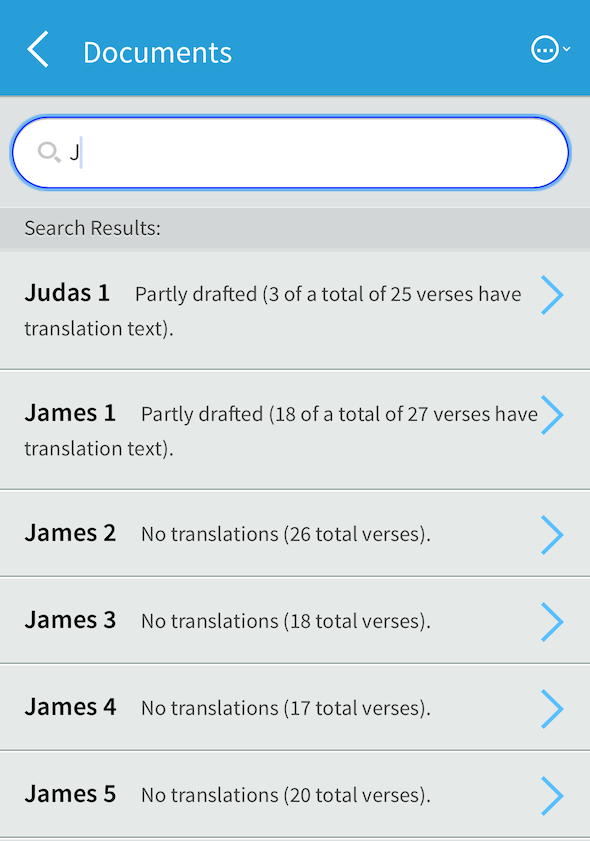 Documents
J
Search Results:
Judas 1 Partly drafted (3 of a total of 25 verses have
translation text).
James 1 Partly drafted (18 of a total of 27 verses have
translation text).
James 2 No translations (26 total verses).
James 3 No translations (18 total verses).
James 4 No translations (17 total verses).
James 5 No translations (20 total verses).